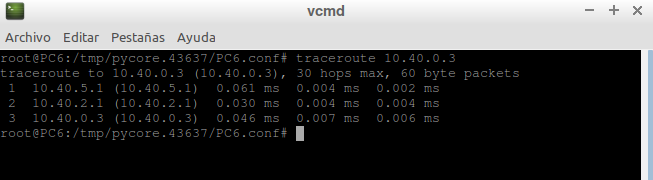 vcmd
Archivo Editar Pestañas Ayuda
root@PC6:/tmp/pycore.43637/PC6.conf# traceroute 10.40.0.3
traceroute to 10.40.0.3 (10.40.0.3), 30 hops max, 60 byte packets
 1  10.40.5.1 (10.40.5.1)  0.061 ms  0.004 ms  0.002 ms
 2  10.40.2.1 (10.40.2.1)  0.030 ms  0.004 ms  0.004 ms
 3  10.40.0.3 (10.40.0.3)  0.046 ms  0.007 ms  0.006 ms
root@PC6:/tmp/pycore.43637/PC6.conf#